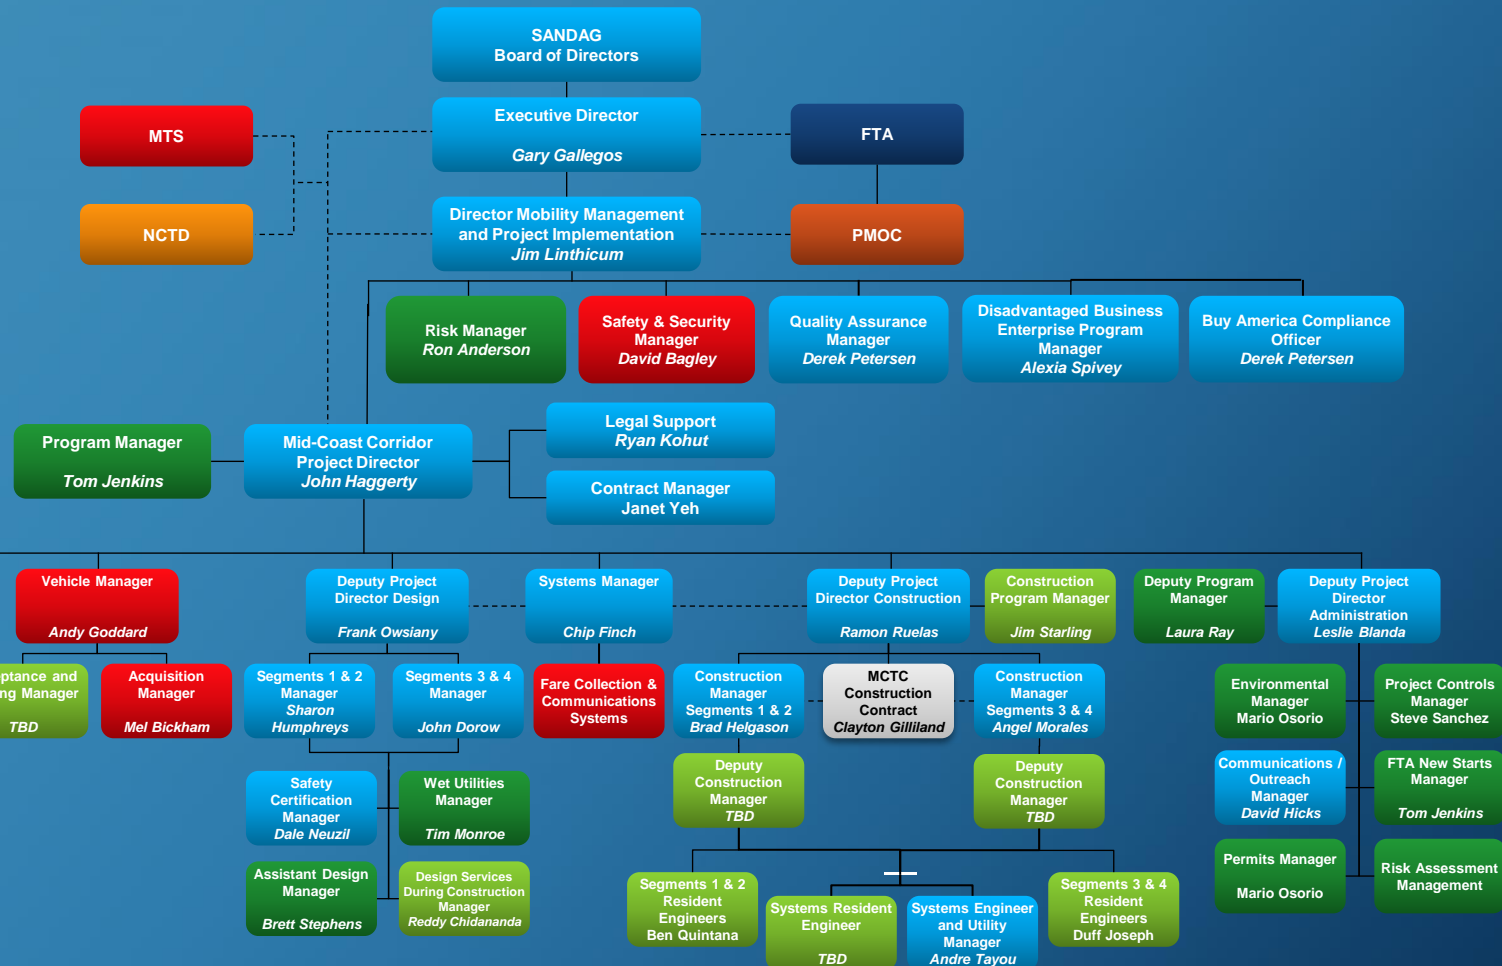 SANDAG
Board of Directors
Executive Director
Gary Gallegos
MTS
FTA
NCTD
Director Mobility Management
and Project Implementation
Jim Linthicum
PMOC
Risk Manager
Ron Anderson
Safety & Security
Manager
David Bagley
Quality Assurance
Manager
Derek Petersen
Disadvantaged Business
Enterprise Program
Manager
Alexia Spivey
Buy America Compliance
Officer
Derek Petersen
Program Manager
Tom Jenkins
Mid-Coast Corridor
Project Director
John Haggerty
Legal Support
Ryan Kohut
Contract Manager
Janet Yeh
Vehicle Manager
Andy Goddard
Deputy Project
Director Design
Frank Owsiany
Systems Manager
Chip Finch
Deputy Project
Director Construction
Ramon Ruelas
Construction
Program Manager
Jim Starling
Deputy Program
Manager
Laura Ray
Deputy Project
Director
Administration
Leslie Blanda
ptance and
ng Manager
TBD
Acquisition
Manager
Mel Bickham
Segments 1 & 2
Manager
Sharon
Humphreys
Segments 3 & 4
Manager
John Dorow
Fare Collection &
Communications
Systems
Construction
Manager
Segments 1 & 2
Brad Helgason
MCTC
Construction
Contract
Clayton Gilliland
Construction
Manager
Segments 3 & 4
Angel Morales
Environmental
Manager
Mario Osorio
Project Controls
Manager
Steve Sanchez
Safety
Certification
Manager
Dale Neuzil
Wet Utilities
Manager
Tim Monroe
Deputy
Construction
Manager
TBD
Deputy
Construction
Manager
TBD
Communications /
Outreach
Manager
David Hicks
FTA New Starts
Manager
Tom Jenkins
Assistant Design
Manager
Brett Stephens
Design Services
During Construction
Manager
Reddy Chidananda
Segments 1 & 2
Resident
Engineers
Ben Quintana
Systems Resident
Engineer
TBD
Systems Engineer
and Utility
Manager
Andre Tayou
Segments 3 & 4
Resident
Engineers
Duff Joseph
Permits Manager
Mario Osorio
Risk Assessment
Management